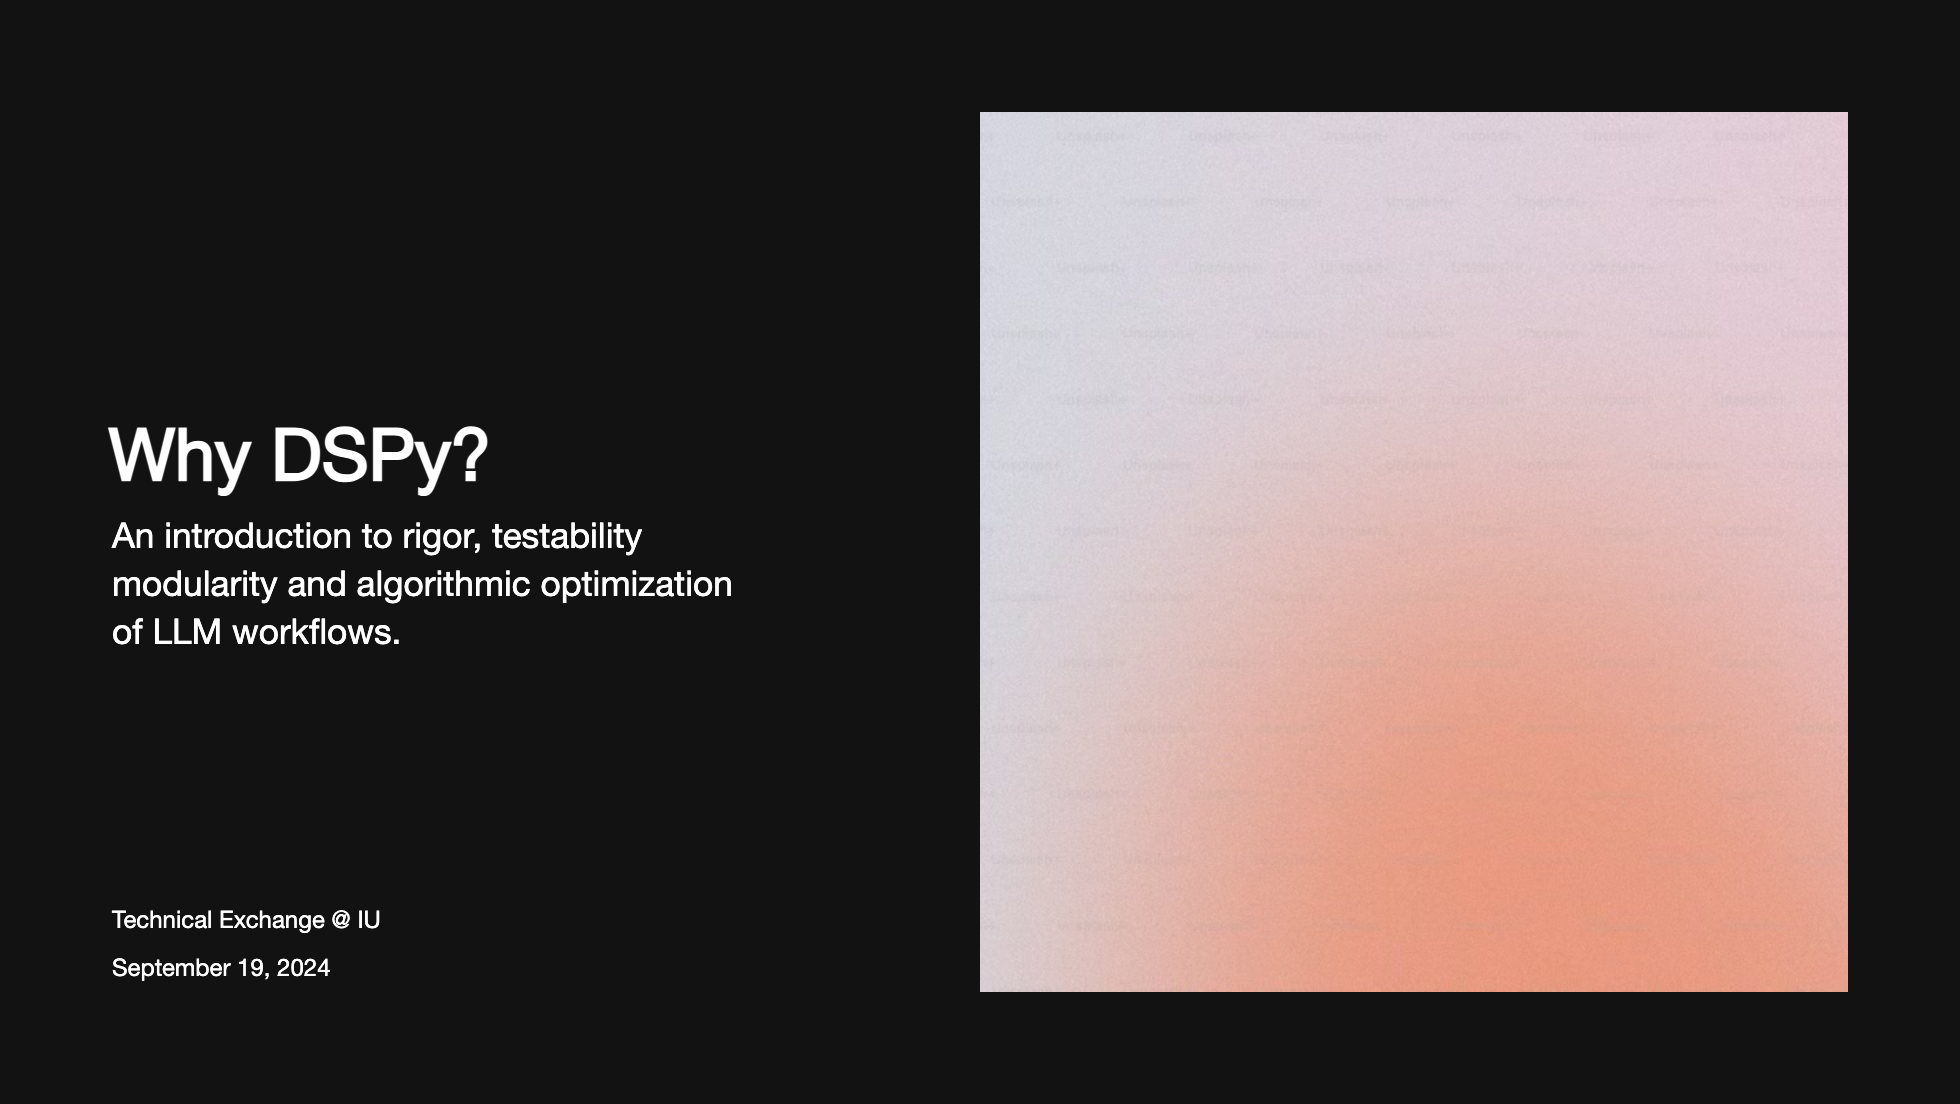 Why DSPy?
An introduction to rigor, testability
modularity and algorithmic optimization
of LLM workflows.
Technical Exchange @ IU
September 19, 2024